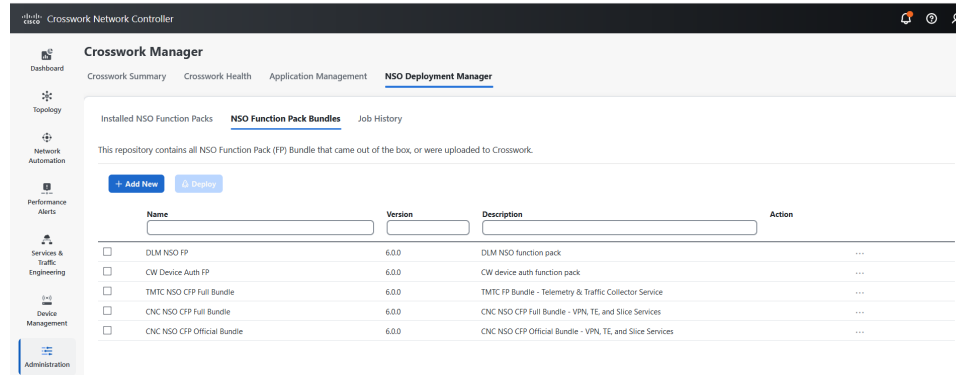 cisco Crosswork Network Controller
Dashboard
Topology
Network
Automation
Performance
Alerts
Services &
Traffic
Engineering
Device
Management
Administration
Crosswork Manager
Crosswork Summary Crosswork Health Application Management NSO Deployment Manager
Installed NSO Function Packs NSO Function Pack Bundles Job History
This repository contains all NSO Function Pack (FP) Bundle that came out of the box, or were uploaded to Crosswork.
+ Add New Deploy
Name Version Description Action
DLM NSO FP 6.0.0 DLM NSO function pack ...
CW Device Auth FP 6.0.0 CW device auth function pack ...
TMTC NSO CFP Full Bundle 6.0.0 TMTC FP Bundle - Telemetry & Traffic Collector Service ...
CNC NSO CFP Full Bundle 6.0.0 CNC NSO CFP Full Bundle - VPN, TE, and Slice Services ...
CNC NSO CFP Official Bundle 6.0.0 CNC NSO CFP Official Bundle - VPN, TE, and Slice Services ...